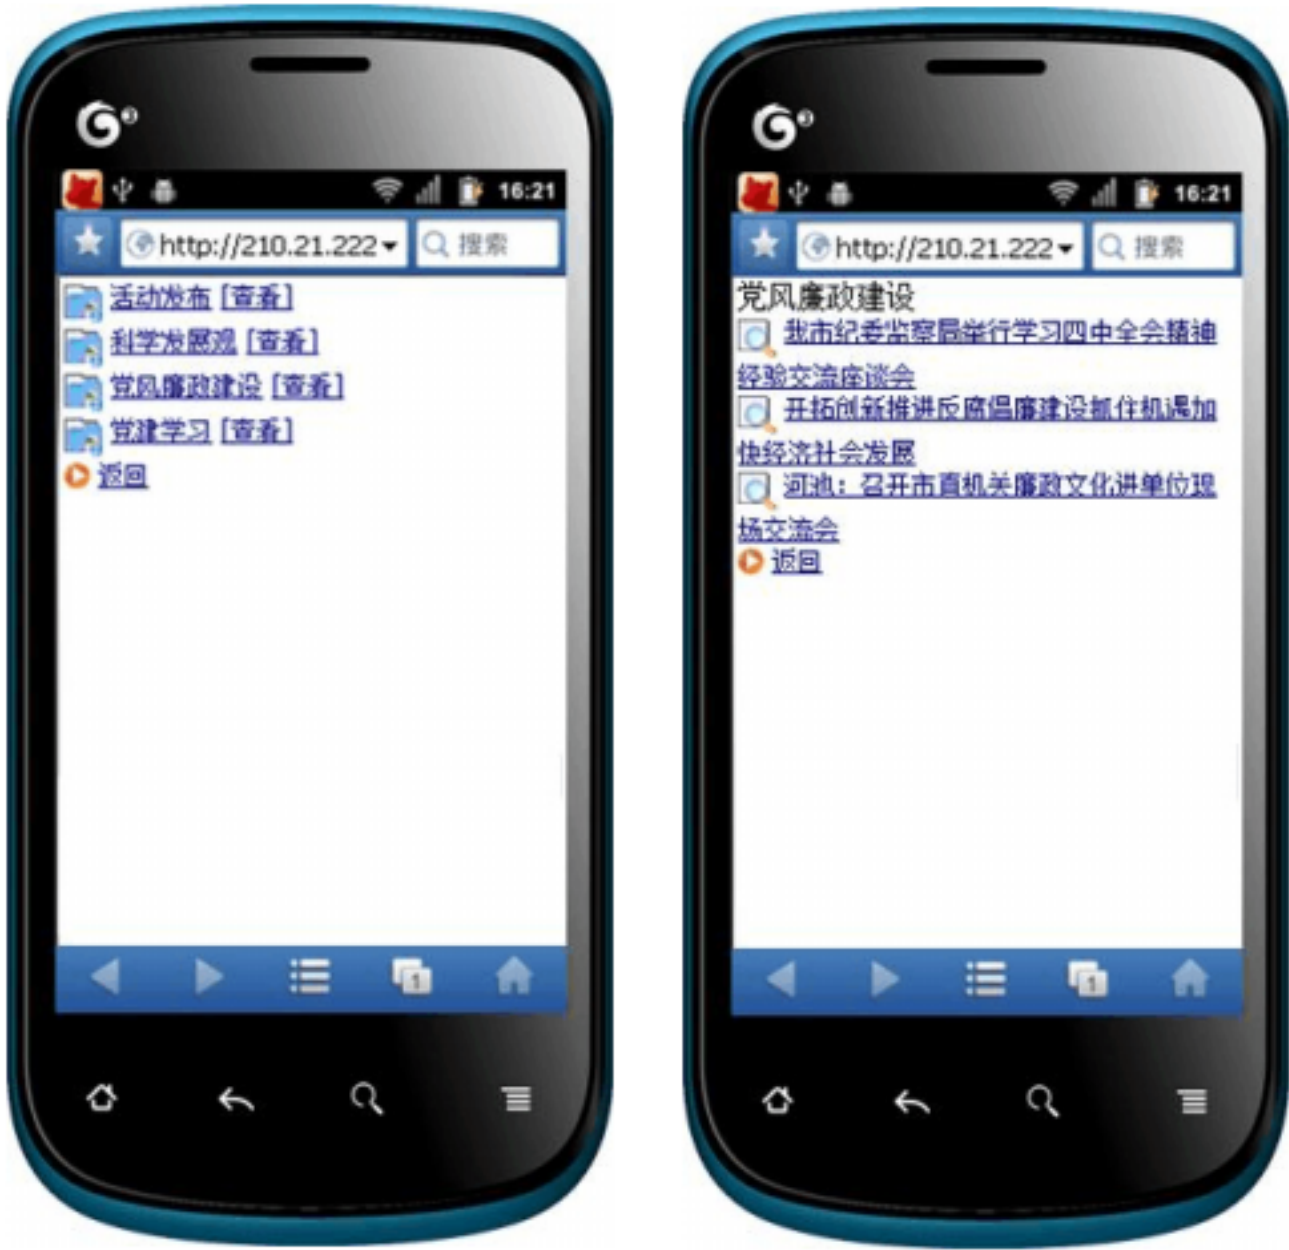 16:21
http://210.21.222
搜索
活动发布 [查看]
科学发展观 [查看]
党风廉政建设 [查看]
党建学习 [查看]
返回
1
16:21
http://210.21.222
搜索
党风廉政建设
我市纪委监察局举行学习四中全会精神
经验交流座谈会
开拓创新推进反腐倡廉建设抓住机遇加
快经济社会发展
河池：召开市直机关廉政文化进单位现
场交流会
返回
1